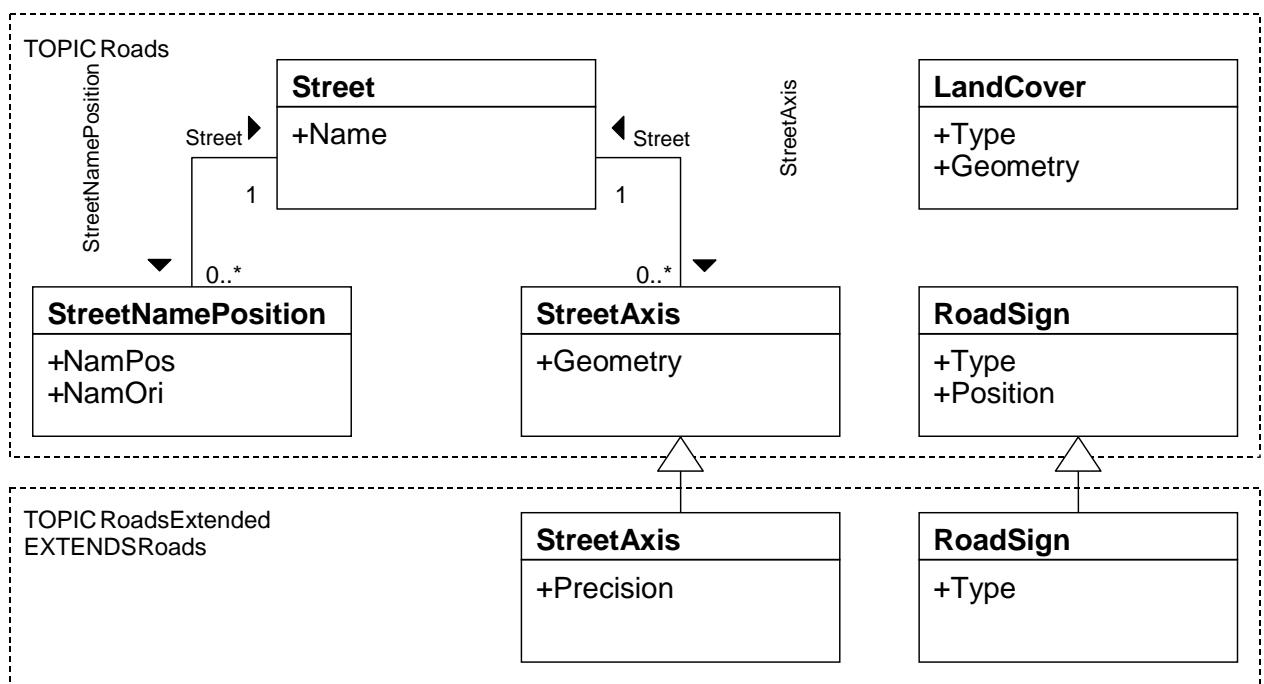 TOPIC Roads
StreetNamePosition
Street
+Name
Street
1
0..*
Street
1
0..*
StreetAxis
LandCover
+Type
+Geometry
StreetNamePosition
+NamPos
+NamOri
StreetAxis
+Geometry
RoadSign
+Type
+Position
TOPIC RoadsExtended
EXTENDSRoads
StreetAxis
+Precision
RoadSign
+Type